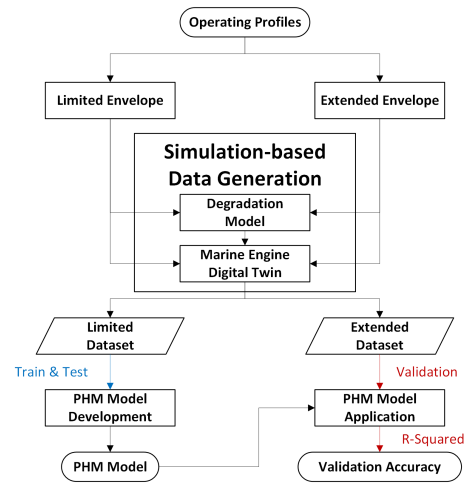 Operating Profiles
Limited Envelope
Extended Envelope
Simulation-based
Data Generation
Degradation
Model
Marine Engine
Digital Twin
Limited
Dataset
Extended
Dataset
Train & Test
Validation
PHM Model
Development
PHM Model
Application
R-Squared
PHM Model
Validation Accuracy